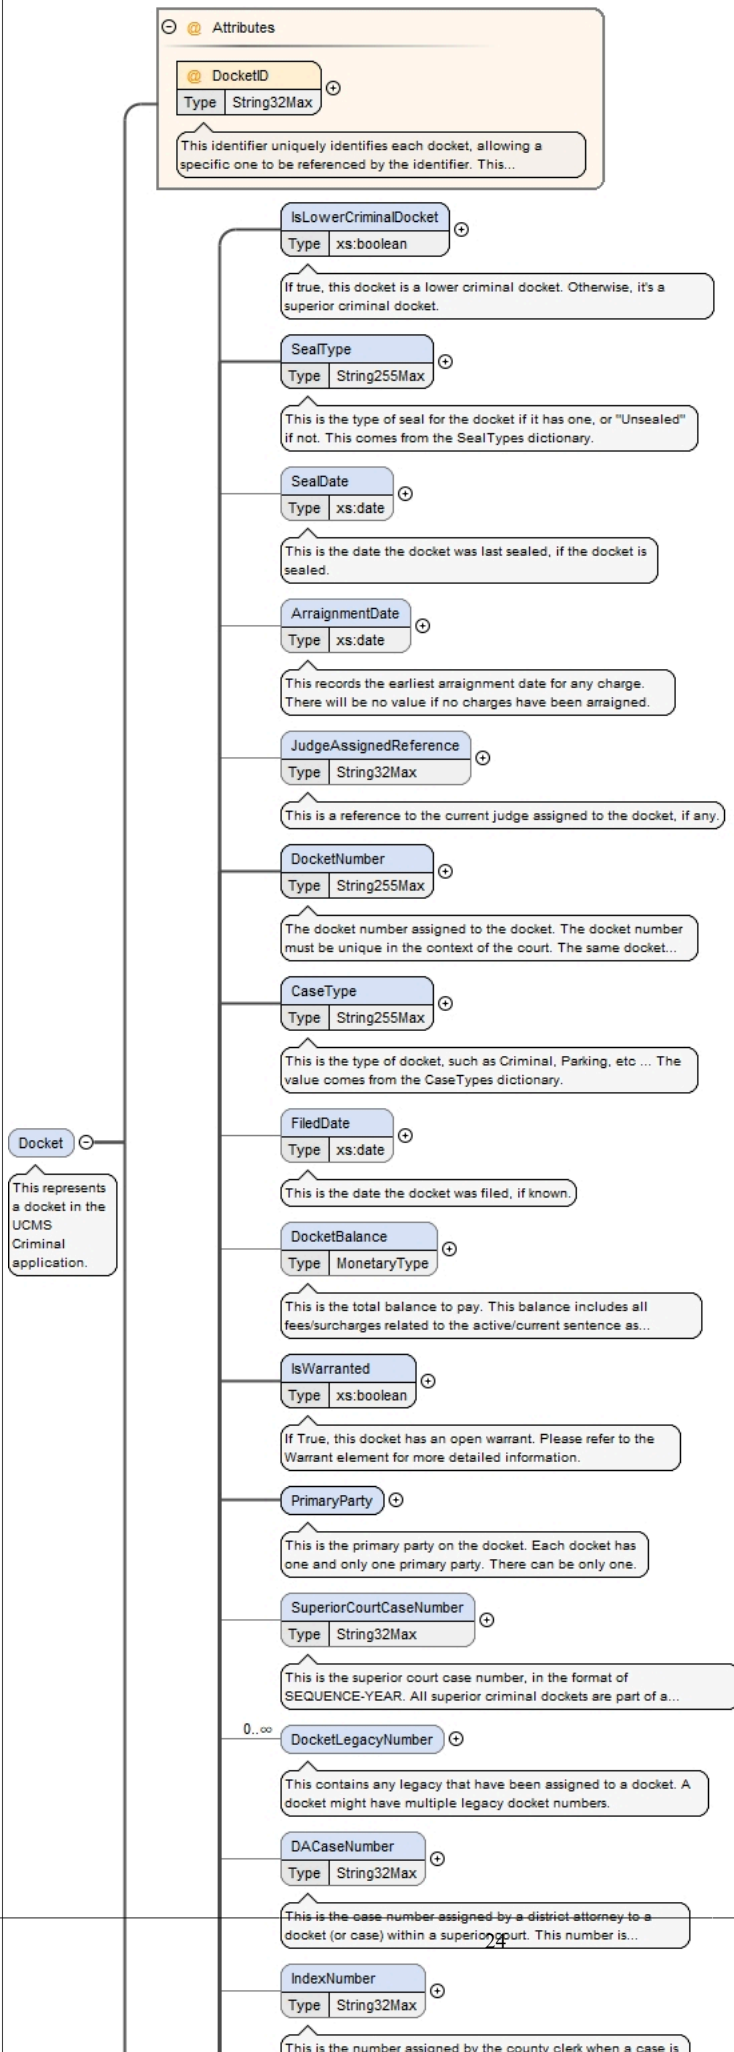 @ Attributes
@ DocketID
Type String32Max
This identifier uniquely identifies each docket, allowing a
specific one to be referenced by the identifier. This...
IsLowerCriminalDocket
Type xs:boolean
If true, this docket is a lower criminal docket. Otherwise, it's a
superior criminal docket.
SealType
Type String255Max
This is the type of seal for the docket if it has one, or "Unsealed"
if not. This comes from the SealTypes dictionary.
SealDate
Type xs:date
This is the date the docket was last sealed, if the docket is
sealed.
ArraignmentDate
Type xs:date
This records the earliest arraignment date for any charge.
There will be no value if no charges have been arraigned.
JudgeAssignedReference
Type String32Max
This is a reference to the current judge assigned to the docket, if any.
DocketNumber
Type String255Max
The docket number assigned to the docket. The docket number
must be unique in the context of the court. The same docket...
CaseType
Type String255Max
This is the type of docket, such as Criminal, Parking, etc ... The
value comes from the CaseTypes dictionary.
Docket
This represents
a docket in the
UCMS
Criminal
application.
FiledDate
Type xs:date
This is the date the docket was filed, if known.
DocketBalance
Type MonetaryType
This is the total balance to pay. This balance includes all
fees/surcharges related to the active/current sentence as...
IsWarranted
Type xs:boolean
If True, this docket has an open warrant. Please refer to the
Warrant element for more detailed information.
PrimaryParty
This is the primary party on the docket. Each docket has
one and only one primary party. There can be only one.
SuperiorCourtCaseNumber
Type String32Max
This is the superior court case number, in the format of
SEQUENCE-YEAR. All superior criminal dockets are part of a...
0..∞
DocketLegacyNumber
This contains any legacy that have been assigned to a docket. A
docket might have multiple legacy docket numbers.
DACaseNumber
Type String32Max
This is the case number assigned by a district attorney to a
docket (or case) within a superior court. This number is...
24
IndexNumber
Type String32Max
This is the number assigned by the county clerk when a case is